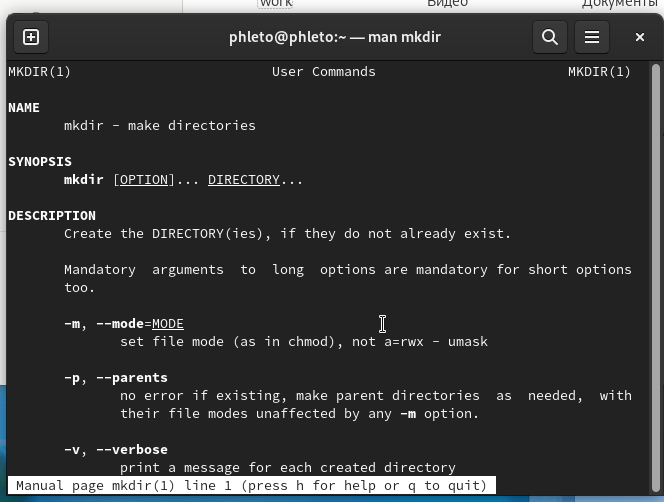 work Видео Документы
phleto@phleto:~ — man mkdir
MKDIR(1) User Commands MKDIR(1)
NAME
mkdir - make directories
SYNOPSIS
mkdir [OPTION]... DIRECTORY...
DESCRIPTION
Create the DIRECTORY(ies), if they do not already exist.
Mandatory arguments to long options are mandatory for short options
too.
-m, --mode=MODE
set file mode (as in chmod), not a=rwx - umask
-p, --parents
no error if existing, make parent directories as needed, with
their file modes unaffected by any -m option.
-v, --verbose
print a message for each created directory
Manual page mkdir(1) line 1 (press h for help or q to quit)